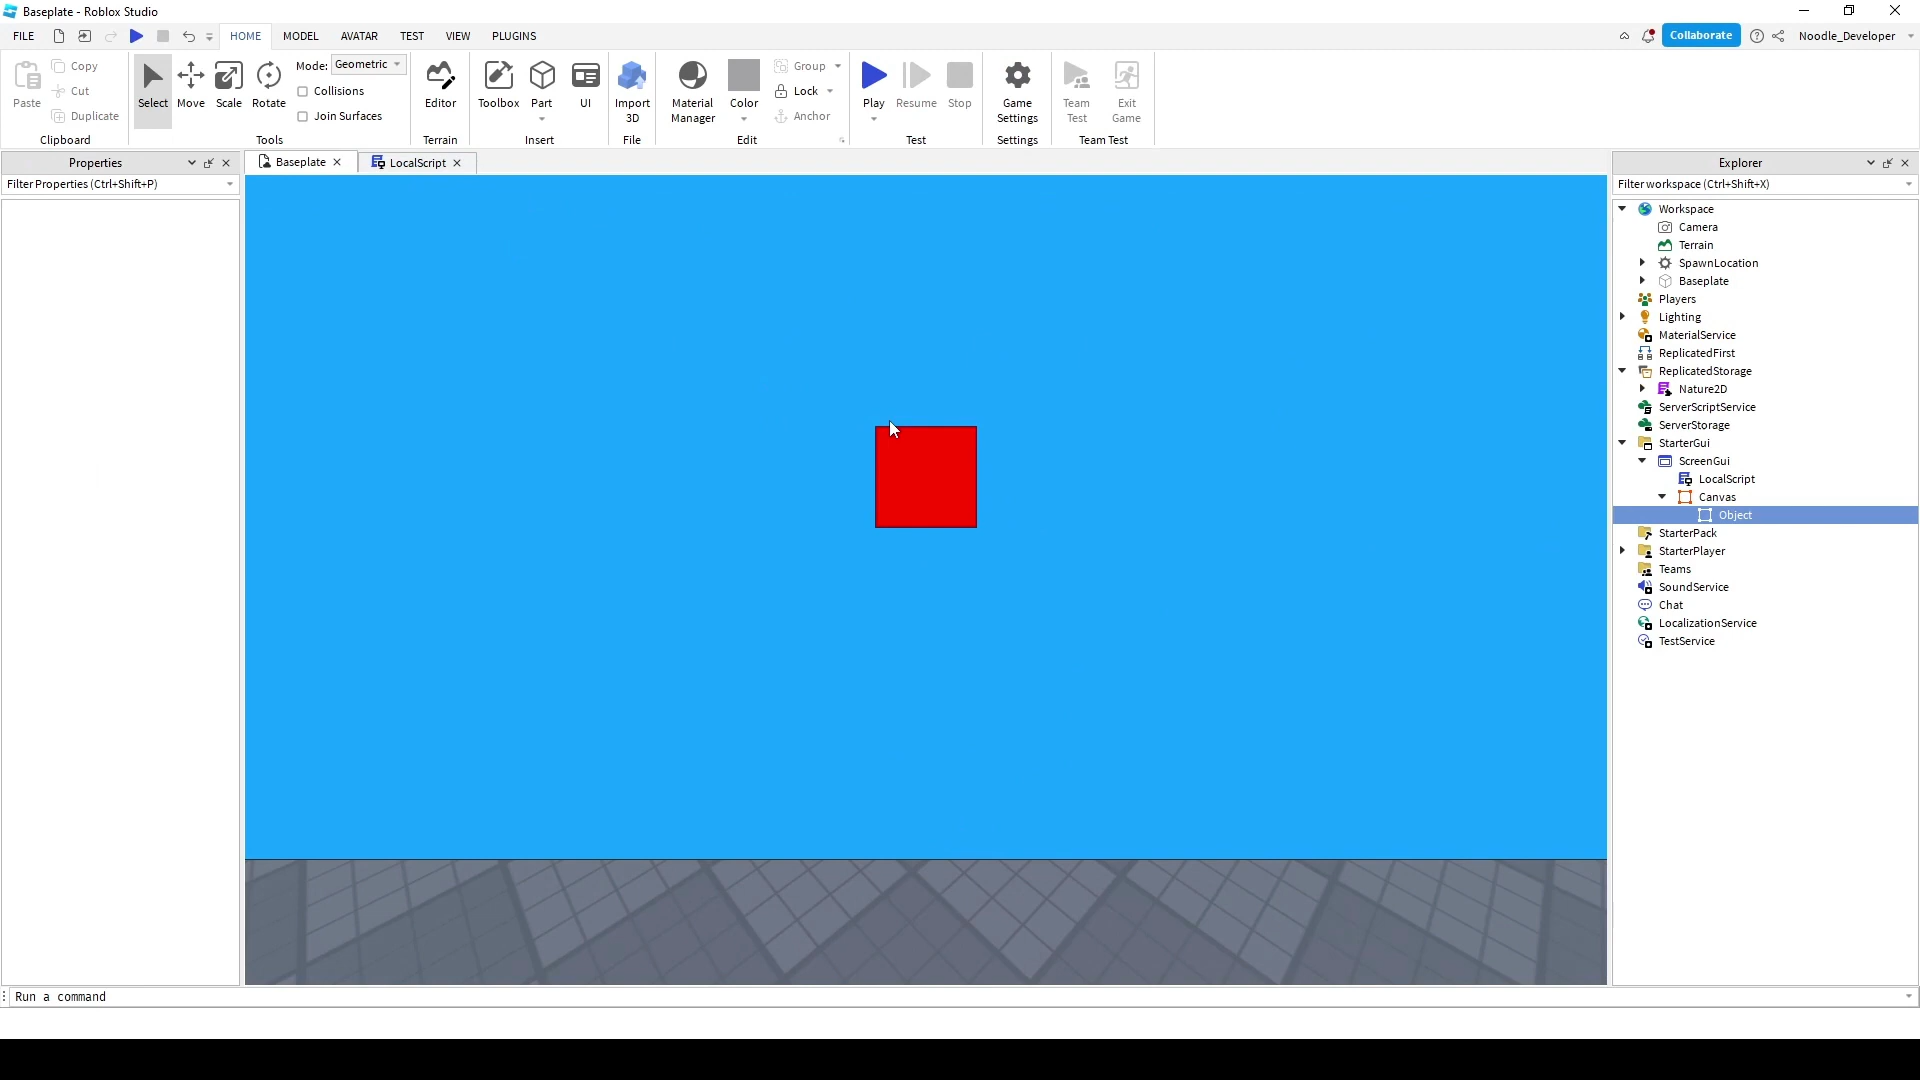 Baseplate - Roblox Studio
FILE HOME MODEL AVATAR TEST VIEW PLUGINS Collaborate Noodle_Developer
Paste Copy Cut Duplicate Clipboard
Select Move Scale Rotate Mode: Geometric Collisions Join Surfaces Tools
Editor Terrain
Toolbox Part UI Insert
Import 3D File
Material Manager Color Group Lock Anchor Edit
Play Resume Stop Test
Game Settings Settings
Team Test Exit Game Team Test
Properties
Filter Properties (Ctrl+Shift+P)
Baseplate LocalScript
Explorer
Filter workspace (Ctrl+Shift+X)
Workspace
Camera
Terrain
SpawnLocation
Baseplate
Players
Lighting
MaterialService
ReplicatedFirst
ReplicatedStorage
Nature2D
ServerScriptService
ServerStorage
StarterGui
ScreenGui
LocalScript
Canvas
Object
StarterPack
StarterPlayer
Teams
SoundService
Chat
LocalizationService
TestService
Run a command